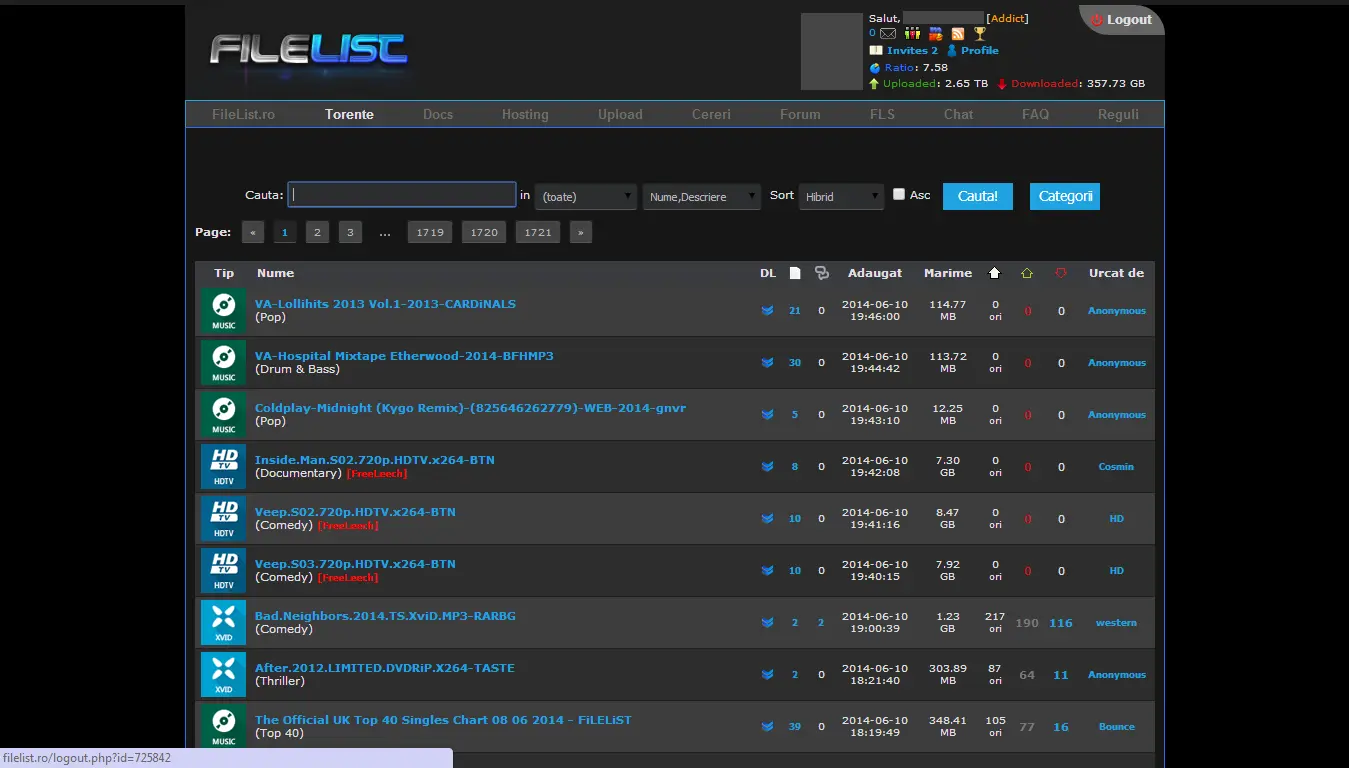 FILELIST
Salut, [Addict]
Logout
0
Invites 2 Profile
Ratio: 7.58
Uploaded: 2.65 TB Downloaded: 357.73 GB
FileList.ro Torente Docs Hosting Upload Cereri Forum FLS Chat FAQ Reguli
Cauta: in (toate) Nume,Descriere Sort Hibrid Asc Cauta! Categorii
Page: « 1 2 3 ... 1719 1720 1721 »
Tip Nume DL Adaugat Marime Urcat de
VA-Lollihits 2013 Vol.1-2013-CARDiNALS
(Pop)
MUSIC
21 0 2014-06-10 19:46:00 114.77 MB 0 ori 0 0 Anonymous
VA-Hospital Mixtape Etherwood-2014-BFHMP3
(Drum & Bass)
MUSIC
30 0 2014-06-10 19:44:42 113.72 MB 0 ori 0 0 Anonymous
Coldplay-Midnight (Kygo Remix)-(825646262779)-WEB-2014-gnvr
(Pop)
MUSIC
5 0 2014-06-10 19:43:10 12.25 MB 0 ori 0 0 Anonymous
Inside.Man.S02.720p.HDTV.x264-BTN
(Documentary) [FreeLeech]
HD TV HDTV
8 0 2014-06-10 19:42:08 7.30 GB 0 ori 0 0 Cosmin
Veep.S02.720p.HDTV.x264-BTN
(Comedy) [FreeLeech]
HD TV HDTV
10 0 2014-06-10 19:41:16 8.47 GB 0 ori 0 0 HD
Veep.S03.720p.HDTV.x264-BTN
(Comedy) [FreeLeech]
HD TV HDTV
10 0 2014-06-10 19:40:15 7.92 GB 0 ori 0 0 HD
Bad.Neighbors.2014.TS.XviD.MP3-RARBG
(Comedy)
XVID
2 2 2014-06-10 19:00:39 1.23 GB 217 ori 190 116 western
After.2012.LIMITED.DVDRiP.X264-TASTE
(Thriller)
XVID
2 0 2014-06-10 18:21:40 303.89 MB 87 ori 64 11 Anonymous
The Official UK Top 40 Singles Chart 08 06 2014 - FiLELiST
(Top 40)
MUSIC
39 0 2014-06-10 18:19:49 348.41 MB 105 ori 77 16 Bounce
filelist.ro/logout.php?id=725842